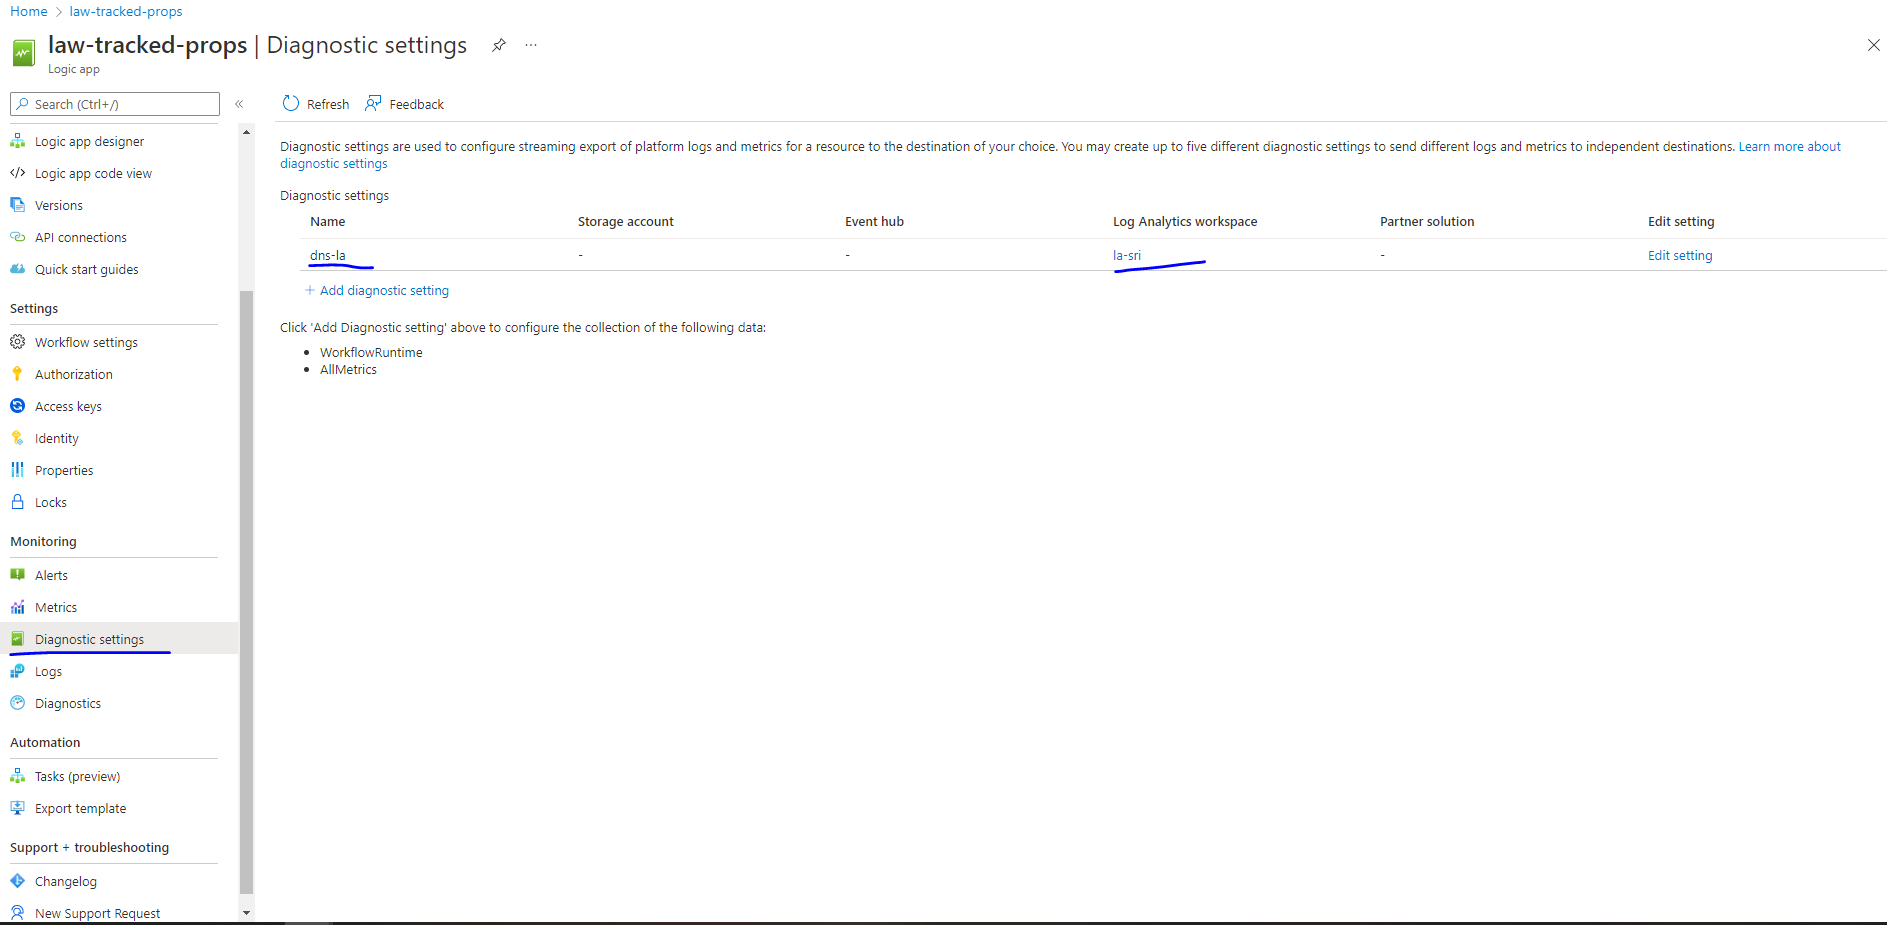 Home > law-tracked-props
law-tracked-props | Diagnostic settings ...
Logic app
Search (Ctrl+/) «
Logic app designer
Logic app code view
Versions
API connections
Quick start guides
Settings
Workflow settings
Authorization
Access keys
Identity
Properties
Locks
Monitoring
Alerts
Metrics
Diagnostic settings
Logs
Diagnostics
Automation
Tasks (preview)
Export template
Support + troubleshooting
Changelog
New Support Request
Refresh Feedback
Diagnostic settings are used to configure streaming export of platform logs and metrics for a resource to the destination of your choice. You may create up to five different diagnostic settings to send different logs and metrics to independent destinations. Learn more about
diagnostic settings
Diagnostic settings
Name Storage account Event hub Log Analytics workspace Partner solution Edit setting
dns-la - - la-sri - Edit setting
+ Add diagnostic setting
Click 'Add Diagnostic setting' above to configure the collection of the following data:
• WorkflowRuntime
• AllMetrics